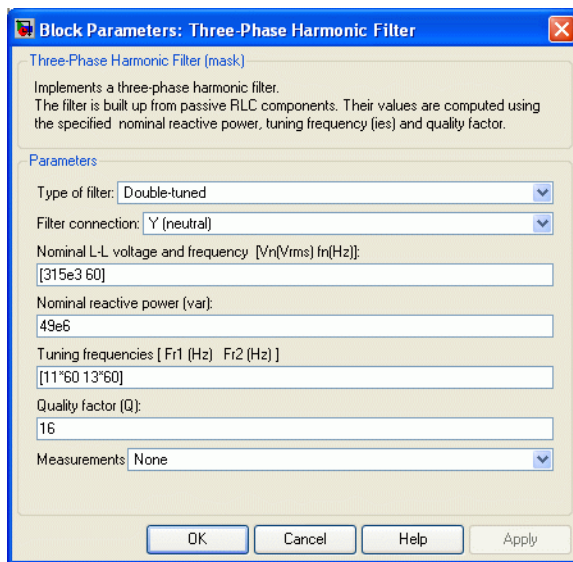 Block Parameters: Three-Phase Harmonic Filter
Three-Phase Harmonic Filter (mask)
Implements a three-phase harmonic filter.
The filter is built up from passive RLC components. Their values are computed using
the specified nominal reactive power, tuning frequency (ies) and quality factor.
Parameters
Type of filter: Double-tuned
Filter connection: Y (neutral)
Nominal L-L voltage and frequency [Vn(Vrms) fn(Hz)]:
[315e3 60]
Nominal reactive power (var):
49e6
Tuning frequencies [ Fr1 (Hz) Fr2 (Hz) ]
[11*60 13*60]
Quality factor (Q):
16
Measurements None
OK Cancel Help Apply